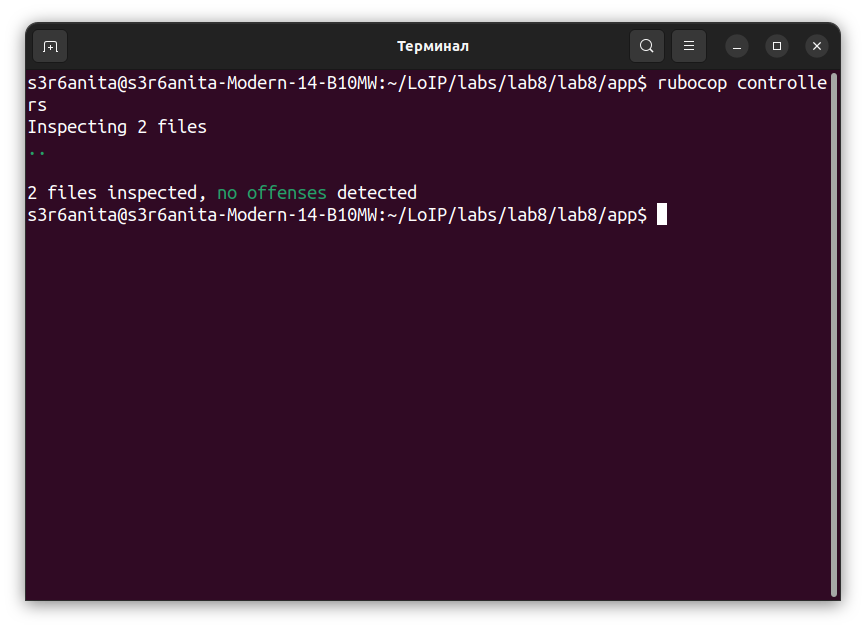 Терминал
s3r6anita@s3r6anita-Modern-14-B10MW:~/LoIP/labs/lab8/lab8/app$ rubocop controlle
rs
Inspecting 2 files
..
2 files inspected, no offenses detected
s3r6anita@s3r6anita-Modern-14-B10MW:~/LoIP/labs/lab8/lab8/app$